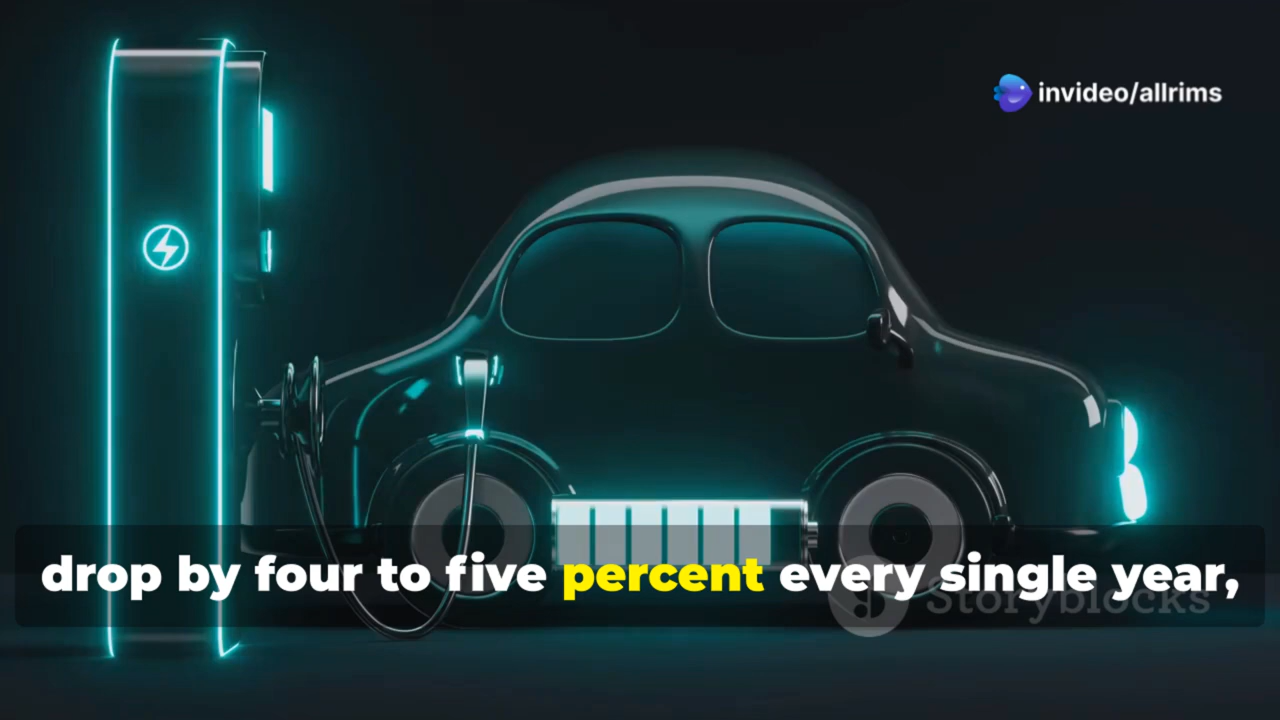 invideo/allrims
drop by four to five percent every single year,
Storyblocks